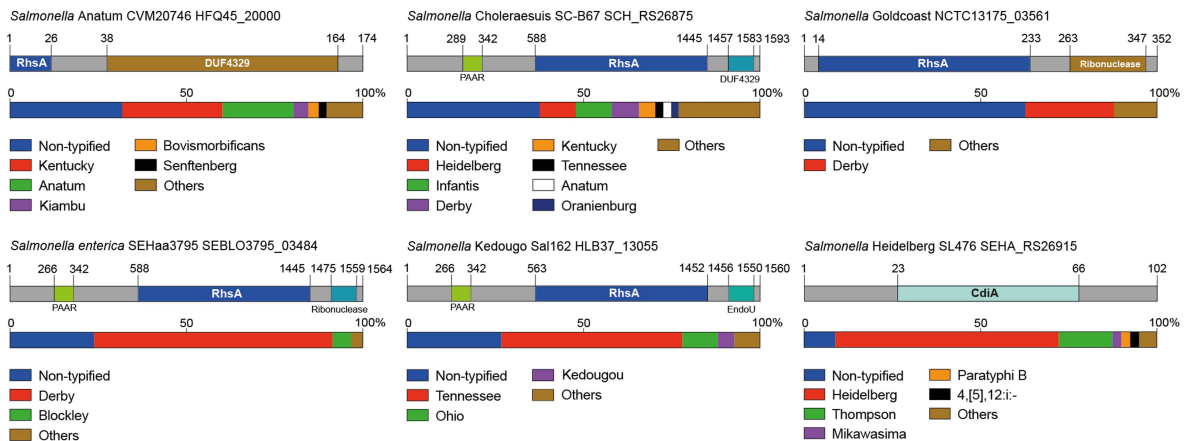 Salmonella Anatum CVM20746 HFQ45_20000
1 26 38 164 174
RhsA DUF4329
0 50 100%
Non-typified
Kentucky
Anatum
Kiambu
Bovismorbificans
Senftenberg
Others
Salmonella Choleraesuis SC-B67 SCH_RS26875
1 289 342 588 1445 1457 1583 1593
PAAR RhsA DUF4329
0 50 100%
Non-typified
Heidelberg
Infantis
Derby
Kentucky
Tennessee
Anatum
Oranienburg
Others
Salmonella Goldcoast NCTC13175_03561
1 14 233 263 347 352
RhsA Ribonuclease
0 50 100%
Non-typified
Derby
Others
Salmonella enterica SEHaa3795 SEBLO3795_03484
1 266 342 588 1445 1475 1559 1564
PAAR RhsA Ribonuclease
0 50 100%
Non-typified
Derby
Blockley
Others
Salmonella Kedougo Sal162 HLB37_13055
1 266 342 563 1452 1456 1550 1560
PAAR RhsA EndoU
0 50 100%
Non-typified
Tennessee
Ohio
Kedougou
Others
Salmonella Heidelberg SL476 SEHA_RS26915
1 23 66 102
CdiA
0 50 100%
Non-typified
Heidelberg
Thompson
Mikawasima
Paratyphi B
4,[5],12:i:-
Others